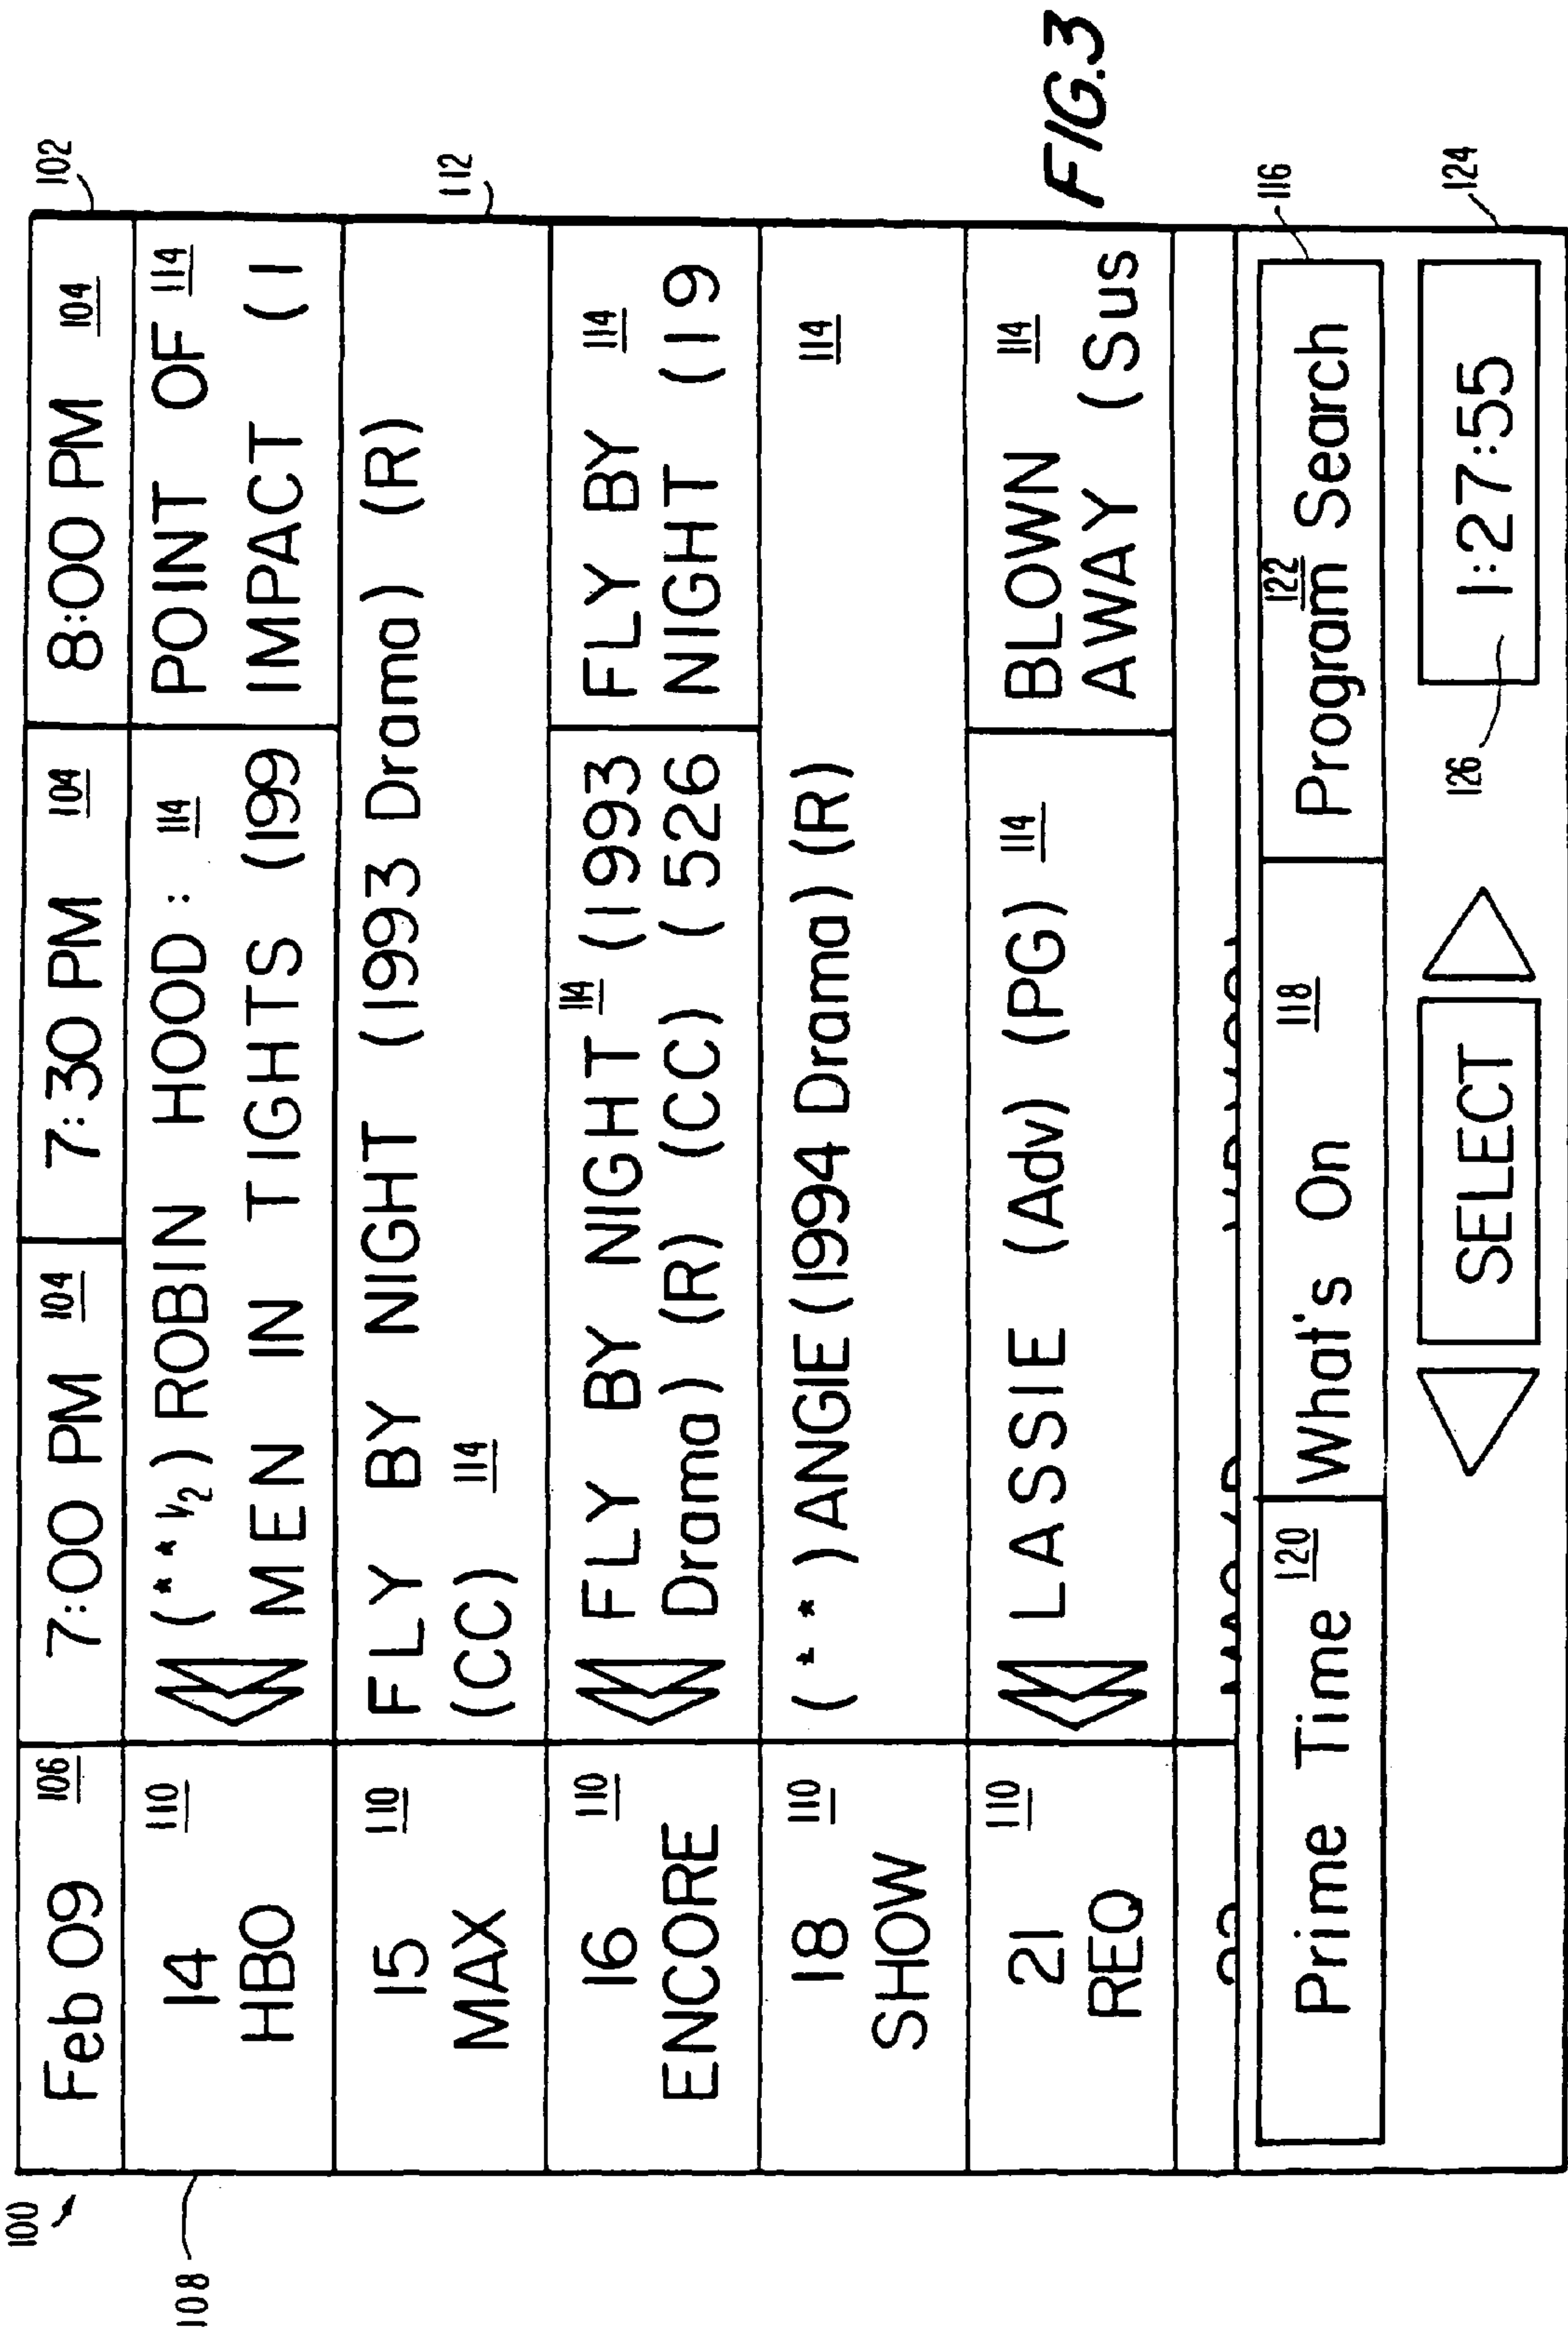 100
102
Feb 09 106
7:00 PM 104
7:30 PM 104
8:00 PM 104
108
14 110
HBO
(**½) ROBIN HOOD: 114
MEN IN TIGHTS (199
POINT OF 114
IMPACT (1
15 110
MAX
FLY BY NIGHT (1993 Drama) (R)
(CC) 114
112
16 110
ENCORE
FLY BY NIGHT 114 (1993
Drama) (R) (CC) (526
FLY BY 114
NIGHT (19
18 110
SHOW
(**) ANGIE (1994 Drama) (R) 114
21 110
REQ
LASSIE (Adv) (PG) 114
BLOWN 114
AWAY (Sus
FIG.3
116
Prime Time 120
What's On 118
Program Search 122
SELECT
126
1:27:55
124